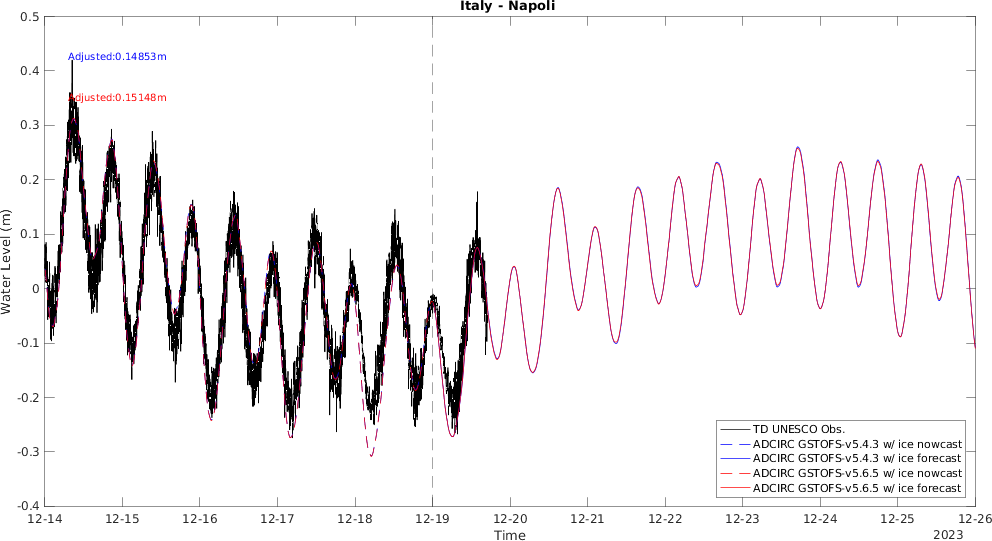 Italy - Napoli
Adjusted:0.14853m
Adjusted:0.15148m
0.5
0.4
0.3
0.2
0.1
0
-0.1
-0.2
-0.3
-0.4
Water Level (m)
TD UNESCO Obs.
ADCIRC GSTOFS-v5.4.3 w/ ice nowcast
ADCIRC GSTOFS-v5.4.3 w/ ice forecast
ADCIRC GSTOFS-v5.6.5 w/ ice nowcast
ADCIRC GSTOFS-v5.6.5 w/ ice forecast
12-14 12-15 12-16 12-17 12-18 12-19 12-20 12-21 12-22 12-23 12-24 12-25 12-26
Time
2023